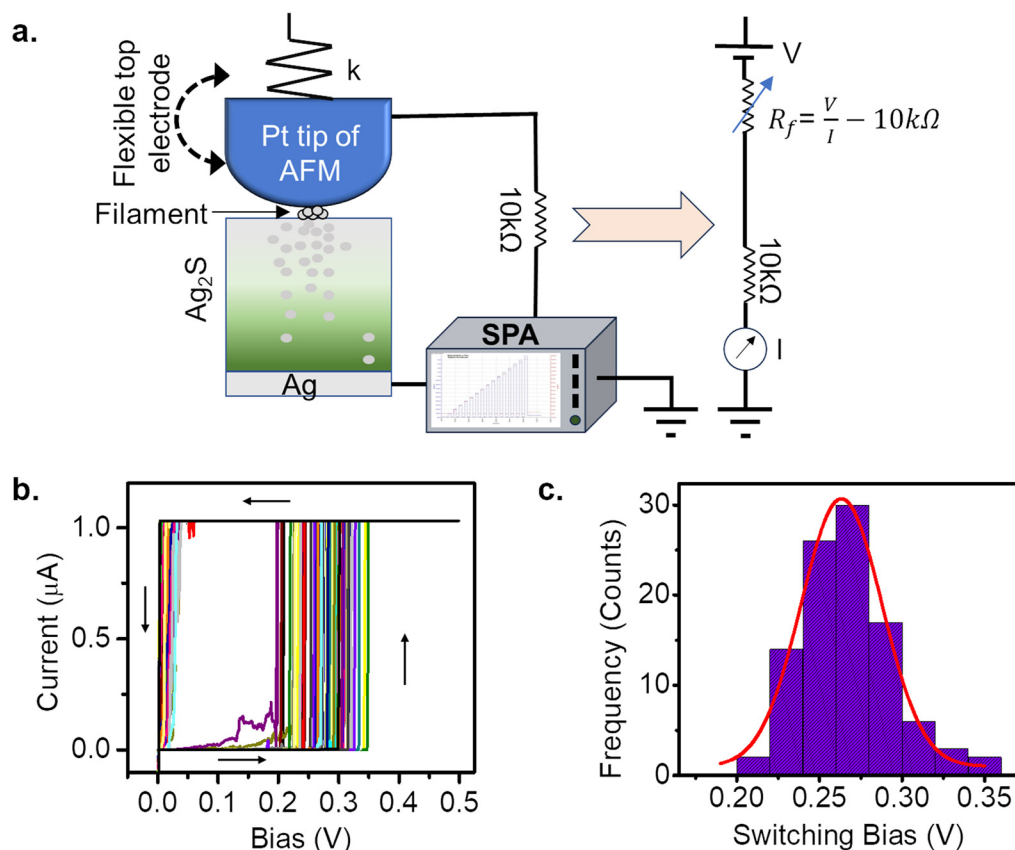 a.
k
Flexible top
electrode
Pt tip of
AFM
Filament
Ag₂S
Ag
10kΩ
SPA
V
R_f = V/I − 10kΩ
10kΩ
I
b.
Current (μA)
1.0
0.5
0.0
0.0 0.1 0.2 0.3 0.4 0.5
Bias (V)
c.
Frequency (Counts)
30
20
10
0
0.20 0.25 0.30 0.35
Switching Bias (V)